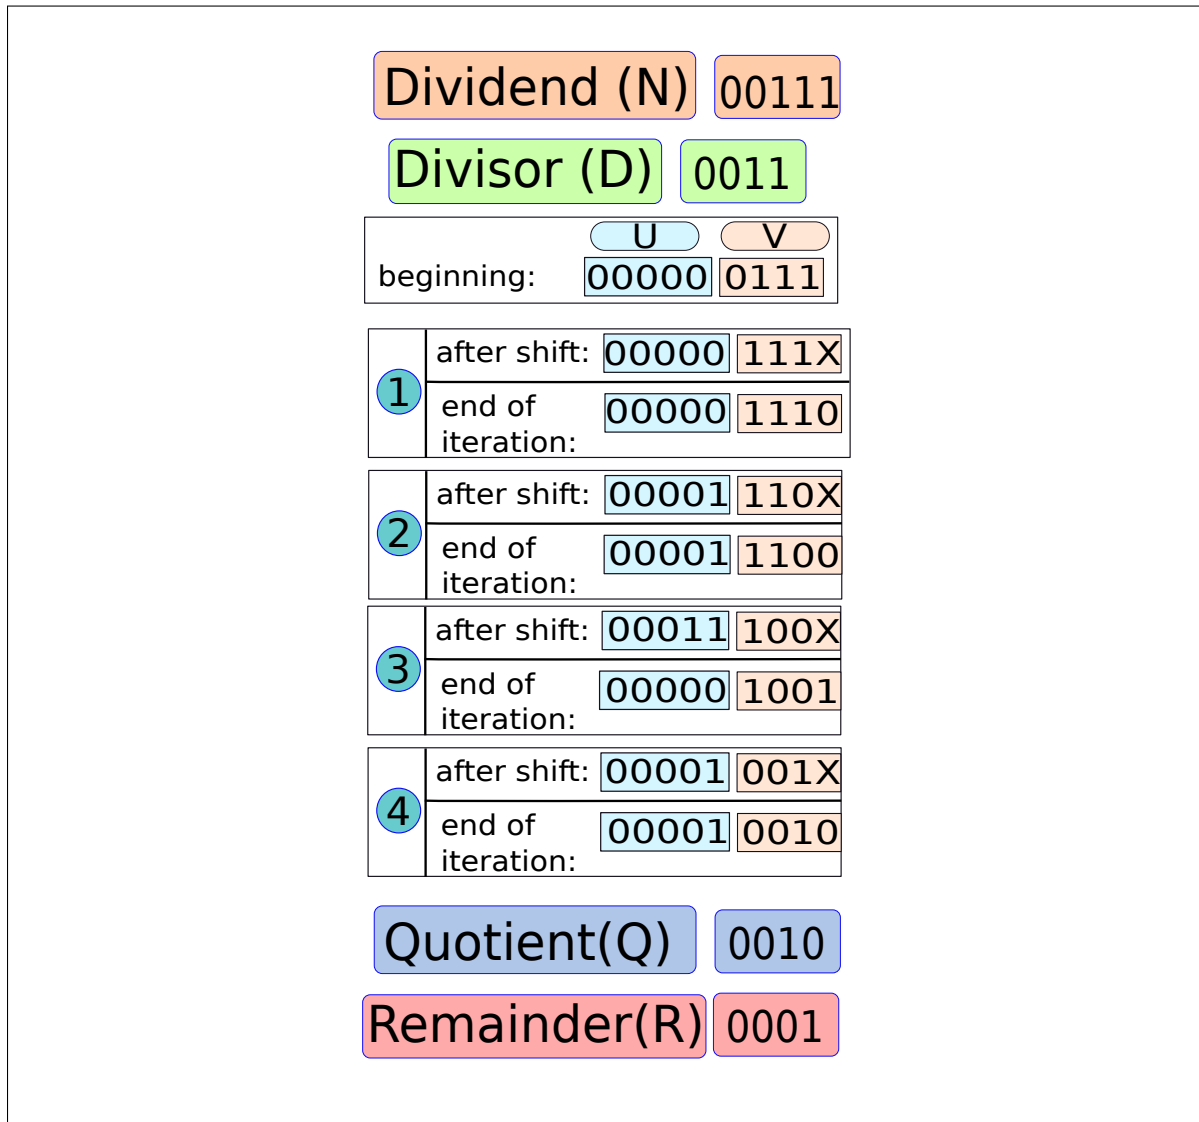 Dividend (N) 00111
Divisor (D) 0011
U V
beginning: 00000 0111
1
after shift: 00000 111X
end of
iteration: 00000 1110
2
after shift: 00001 110X
end of
iteration: 00001 1100
3
after shift: 00011 100X
end of
iteration: 00000 1001
4
after shift: 00001 001X
end of
iteration: 00001 0010
Quotient(Q) 0010
Remainder(R) 0001